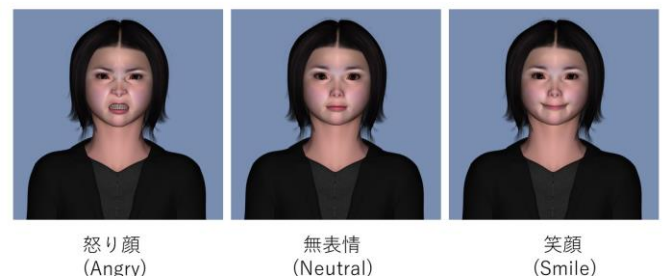 怒り顔
(Angry)
無表情
(Neutral)
笑顔
(Smile)